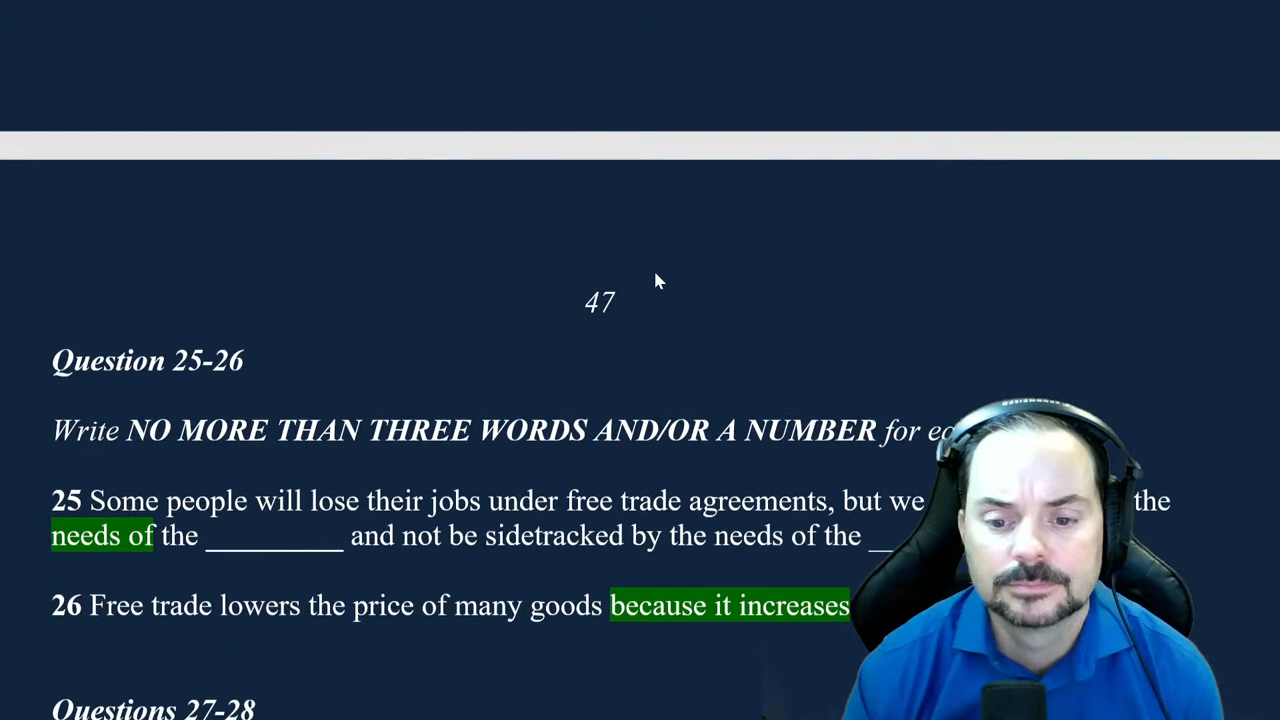 47
Question 25-26
Write NO MORE THAN THREE WORDS AND/OR A NUMBER for
25 Some people will lose their jobs under free trade agreements, but we the
needs of the _________ and not be sidetracked by the needs of the __
26 Free trade lowers the price of many goods because it increases
Questions 27-28